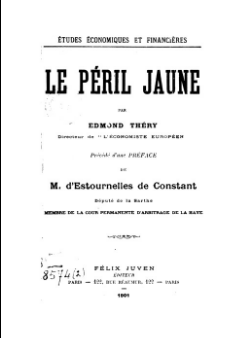 ÉTUDES ÉCONOMIQUES ET FINANCIÈRES
LE PÉRIL JAUNE
PAR
EDMOND THÉRY
Directeur de "L'ÉCONOMISTE EUROPÉEN
Précédé d'une PRÉFACE
DE
M. d'Estournelles de Constant
Député de la Sarthe
MEMBRE DE LA COUR PERMANENTE D'ARBITRAGE DE LA HAYE
8574(2)
FÉLIX JUVEN
ÉDITEUR
PARIS — 122, RUE RÉAUMUR, 122 — PARIS
1901